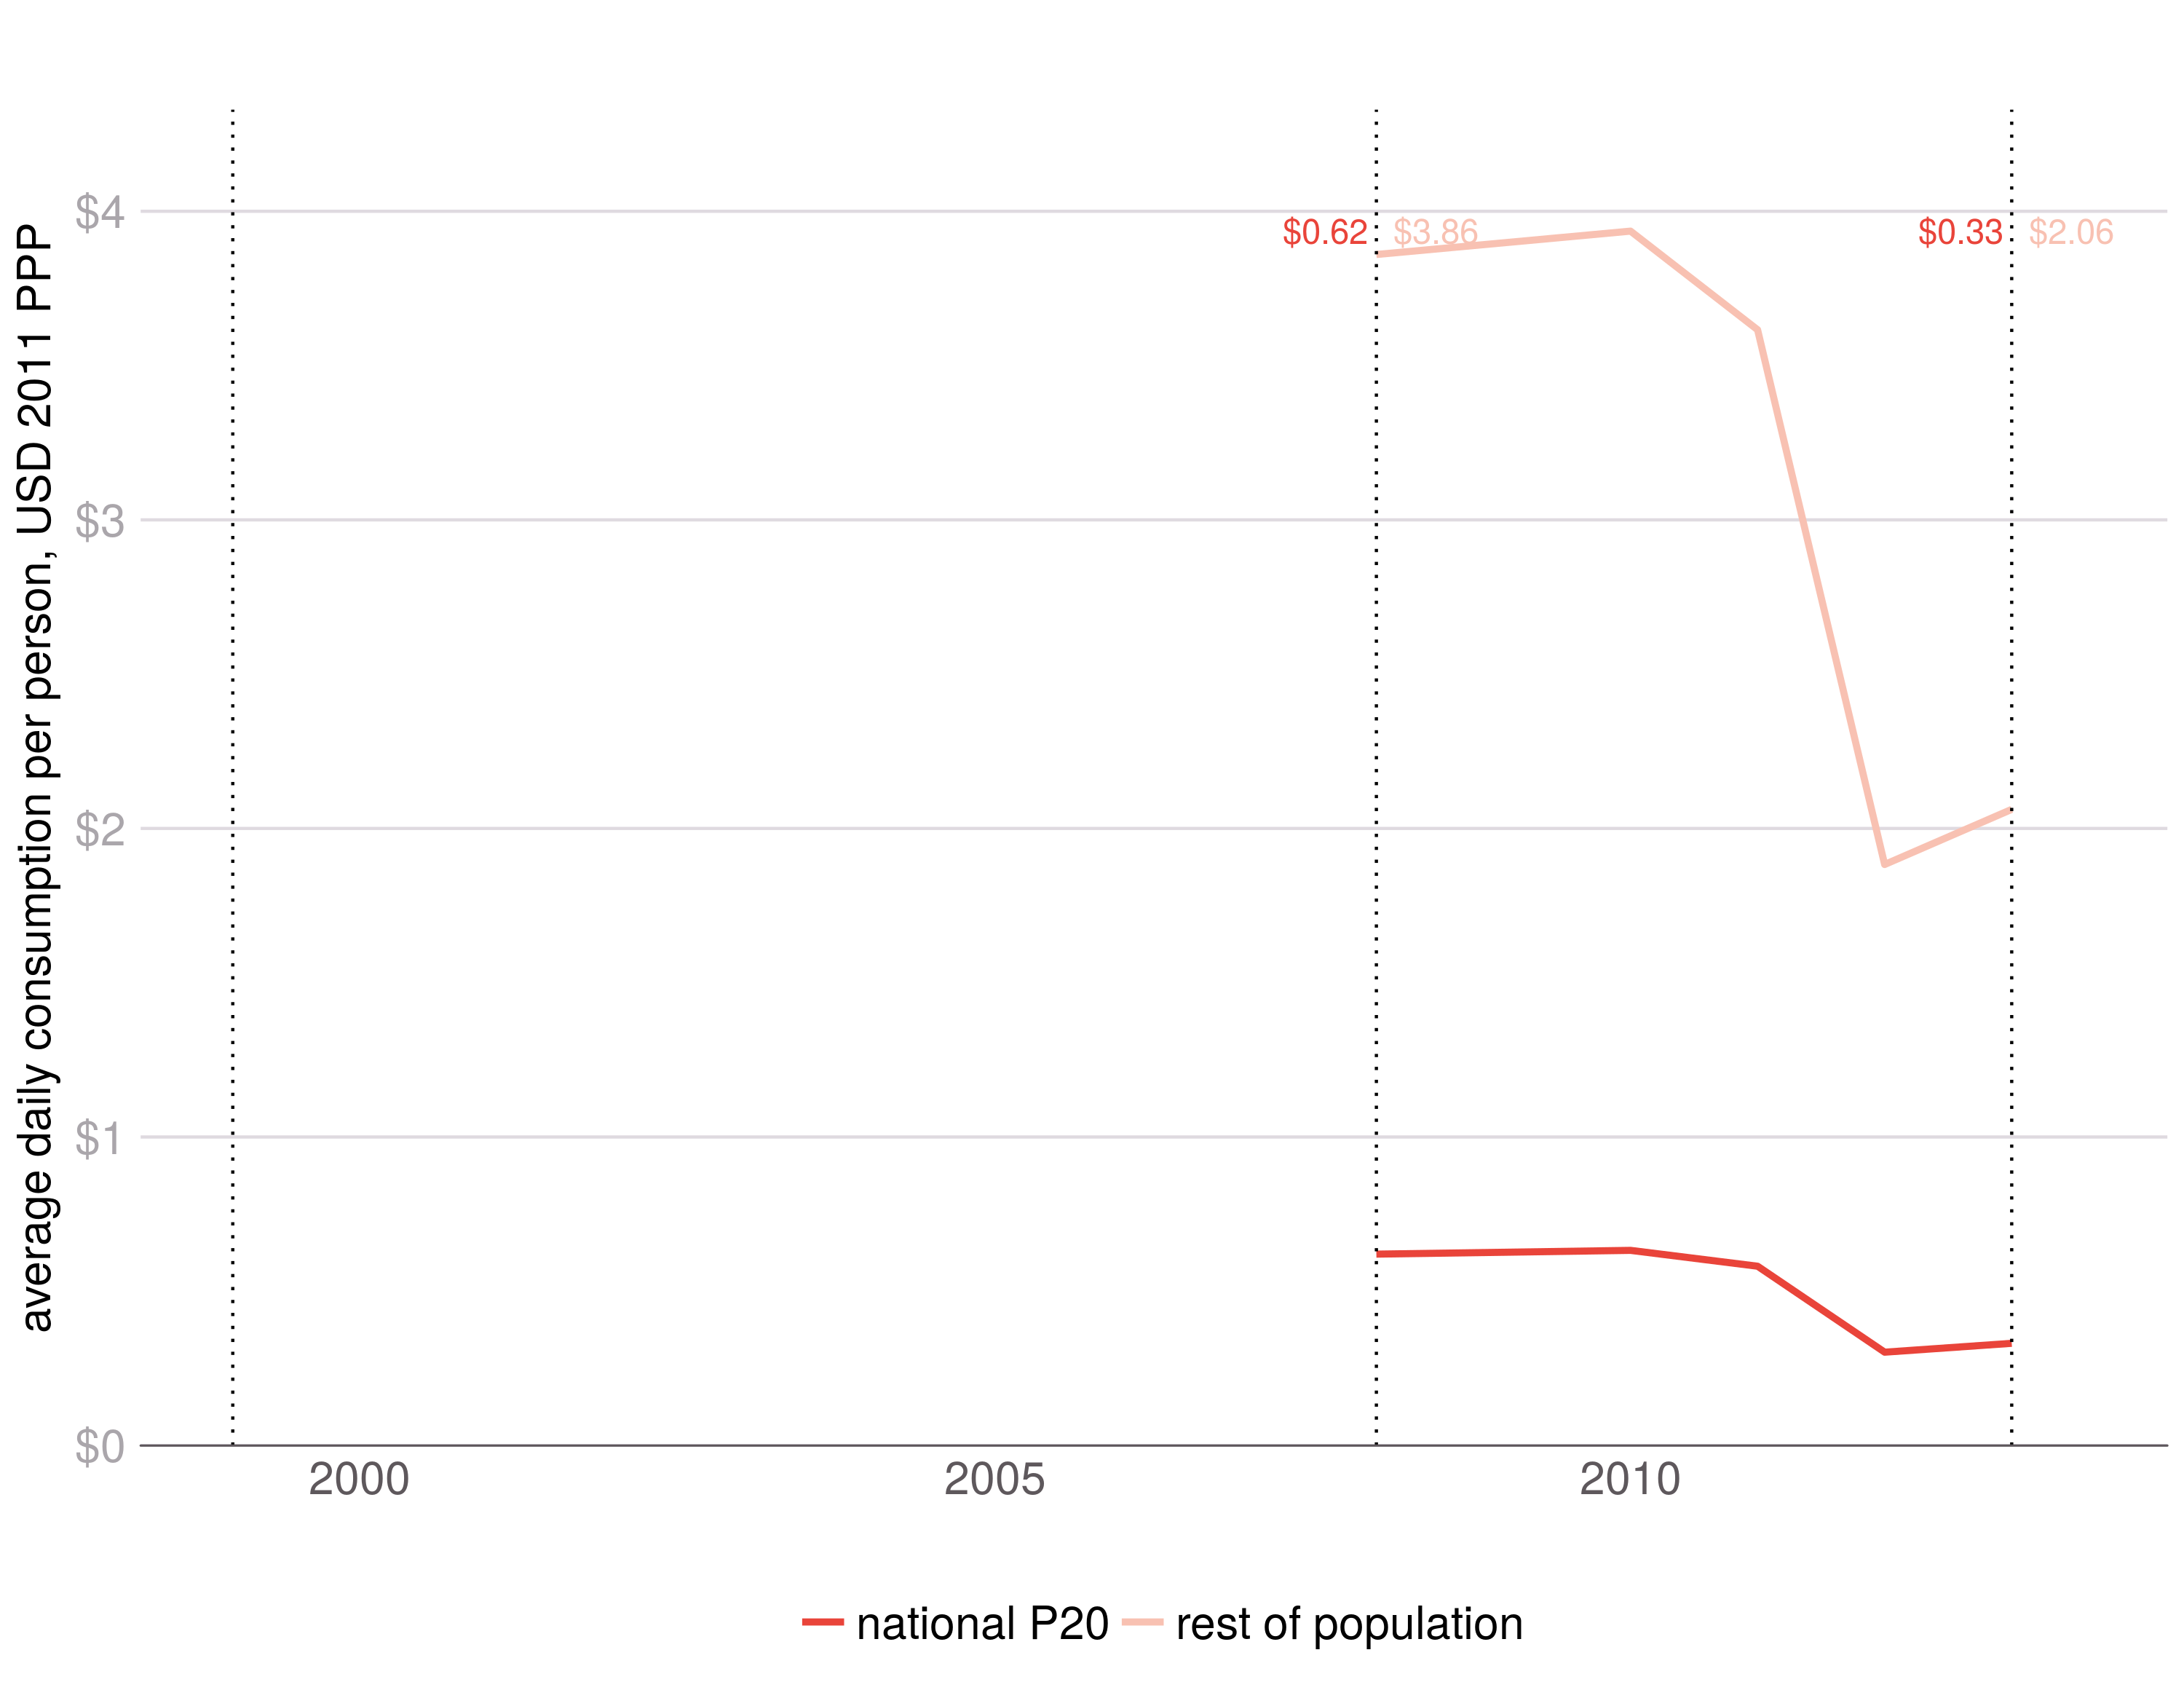 average daily consumption per person, USD 2011 PPP
$4
$3
$2
$1
$0
$0.62 $3.86
$0.33 $2.06
2000 2005 2010
national P20 rest of population